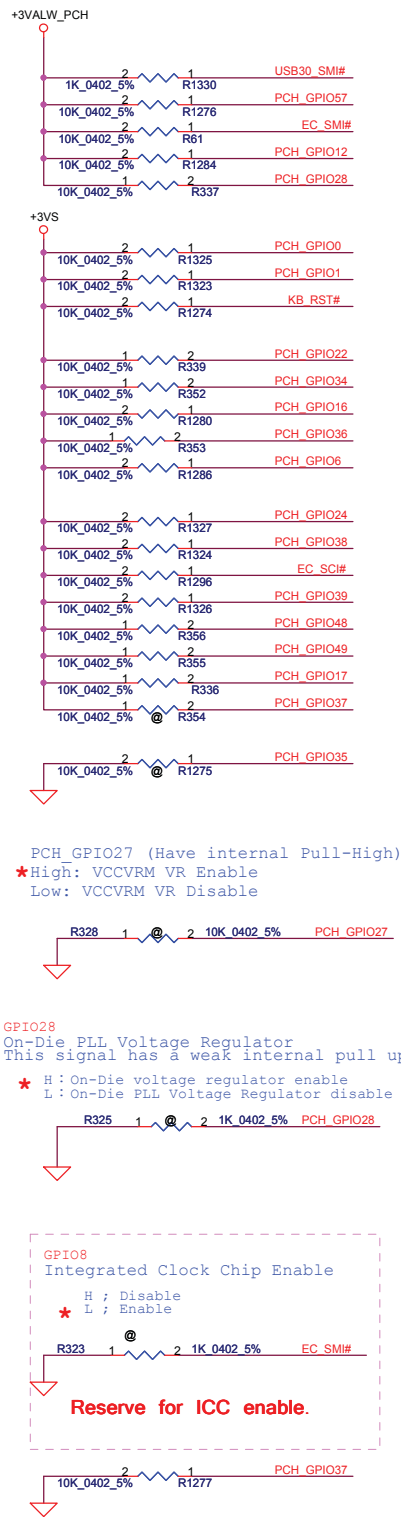 +3VALW_PCH
2 1 USB30_SMI#
1K_0402_5% R1330
2 1 PCH_GPIO57
10K_0402_5% R1276
2 1 EC_SMI#
10K_0402_5% R61
2 1 PCH_GPIO12
10K_0402_5% R1284
1 2 PCH_GPIO28
10K_0402_5% R337
+3VS
2 1 PCH_GPIO0
10K_0402_5% R1325
2 1 PCH_GPIO1
10K_0402_5% R1323
2 1 KB_RST#
10K_0402_5% R1274
1 2 PCH_GPIO22
10K_0402_5% R339
1 2 PCH_GPIO34
10K_0402_5% R352
2 1 PCH_GPIO16
10K_0402_5% R1280
1 2 PCH_GPIO36
10K_0402_5% R353
2 1 PCH_GPIO6
10K_0402_5% R1286
2 1 PCH_GPIO24
10K_0402_5% R1327
2 1 PCH_GPIO38
10K_0402_5% R1324
2 1 EC_SCI#
10K_0402_5% R1296
2 1 PCH_GPIO39
10K_0402_5% R1326
1 2 PCH_GPIO48
10K_0402_5% R356
1 2 PCH_GPIO49
10K_0402_5% R355
1 2 PCH_GPIO17
10K_0402_5% R336
1 2 PCH_GPIO37
10K_0402_5% @ R354
2 1 PCH_GPIO35
10K_0402_5% @ R1275
PCH_GPIO27 (Have internal Pull-High)
*High: VCCVRM VR Enable
Low: VCCVRM VR Disable
R328 1 @ 2 10K_0402_5% PCH_GPIO27
GPIO28
On-Die PLL Voltage Regulator
This signal has a weak internal pull up
* H:On-Die voltage regulator enable
L:On-Die PLL Voltage Regulator disable
R325 1 @ 2 1K_0402_5% PCH_GPIO28
GPIO8
Integrated Clock Chip Enable
H ; Disable
* L ; Enable
@
R323 1 2 1K_0402_5% EC_SMI#
Reserve for ICC enable.
2 1 PCH_GPIO37
10K_0402_5% R1277